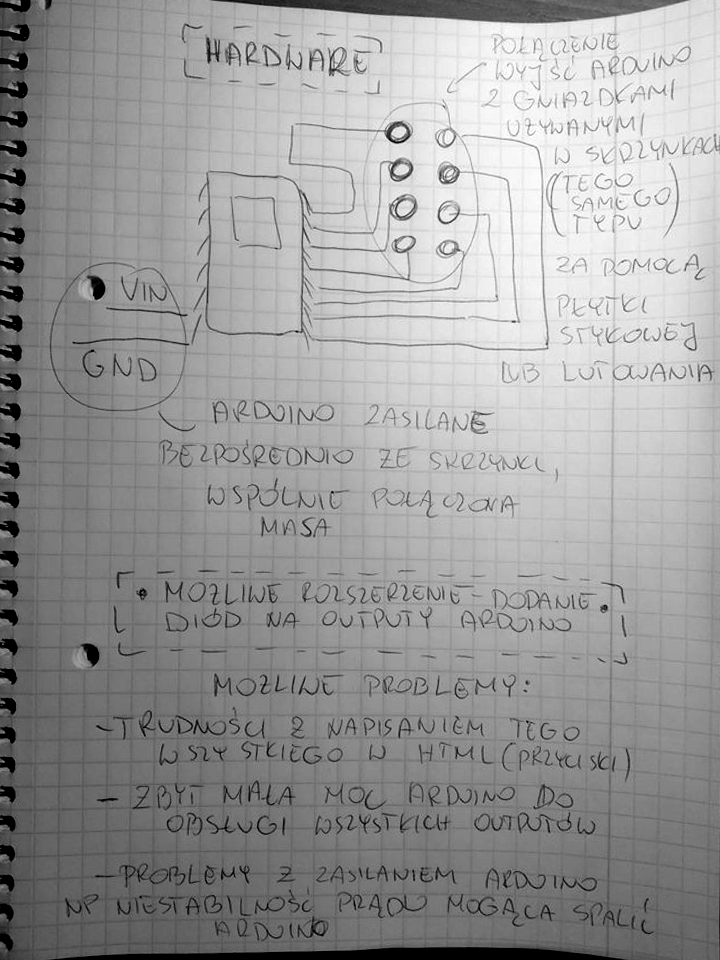 HARDWARE
POŁĄCZENIE
WYJŚĆ ARDUINO
Z GNIAZDKAMI
UŻYWANYMI
W SKRZYNKACH
(TEGO
SAMEGO
TYPU)
ZA POMOCĄ
PŁYTKI
STYKOWEJ
LUB LUTOWANIA
VIN
GND
ARDUINO ZASILANE
BEZPOŚREDNIO ZE SKRZYNKI,
WSPÓLNIE POŁĄCZONA
MASA
• MOŻLIWE ROZSZERZENIE - DODANIE
DIÓD NA OUTPUTY ARDUINO
MOŻLIWE PROBLEMY:
- TRUDNOŚCI Z NAPISANIEM TEGO
WSZYSTKIEGO W HTML (PRZYCISKI)
- ZBYT MAŁA MOC ARDUINO DO
OBSŁUGI WSZYSTKICH OUTPUTÓW
- PROBLEMY Z ZASILANIEM ARDUINO
NP NIESTABILNOŚĆ PRĄDU MOGĄCA SPALIĆ
ARDUINO